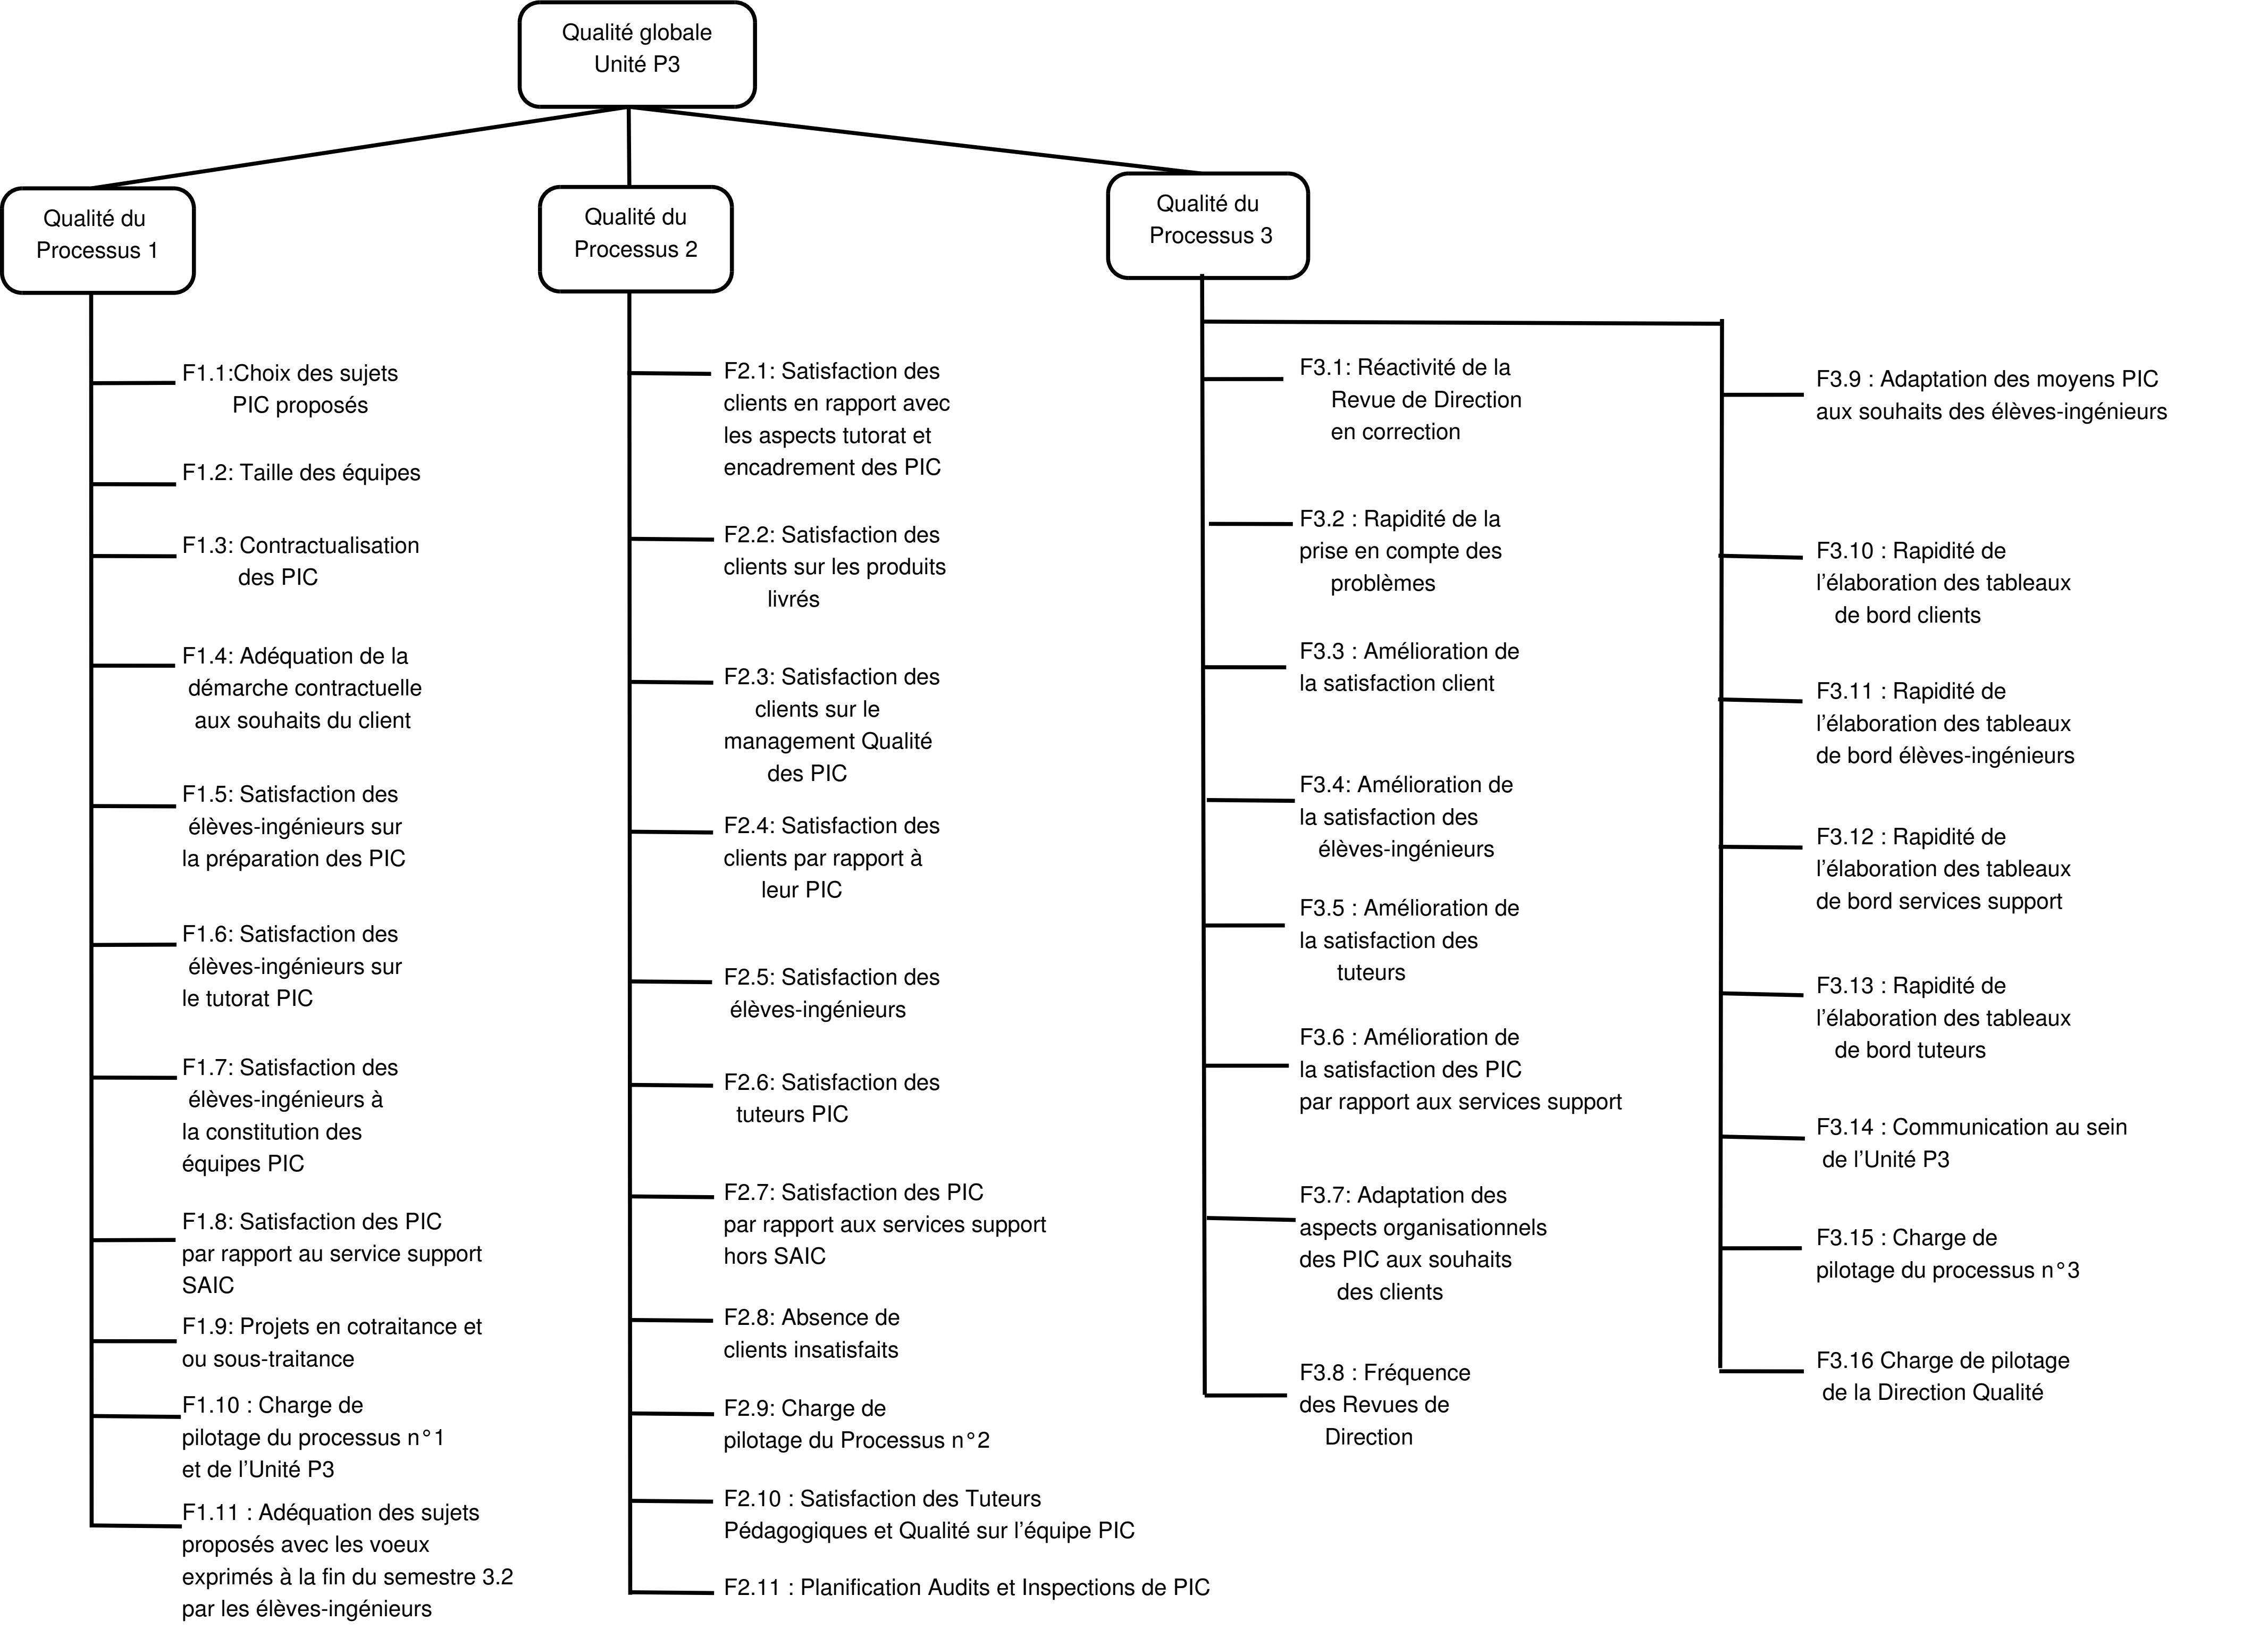 Qualité globale
Unité P3
Qualité du
Processus 1
Qualité du
Processus 2
Qualité du
Processus 3
F1.1:Choix des sujets
PIC proposés
F1.2: Taille des équipes
F1.3: Contractualisation
des PIC
F1.4: Adéquation de la
démarche contractuelle
aux souhaits du client
F1.5: Satisfaction des
élèves-ingénieurs sur
la préparation des PIC
F1.6: Satisfaction des
élèves-ingénieurs sur
le tutorat PIC
F1.7: Satisfaction des
élèves-ingénieurs à
la constitution des
équipes PIC
F1.8: Satisfaction des PIC
par rapport au service support
SAIC
F1.9: Projets en cotraitance et
ou sous-traitance
F1.10 : Charge de
pilotage du processus n°1
et de l'Unité P3
F1.11 : Adéquation des sujets
proposés avec les voeux
exprimés à la fin du semestre 3.2
par les élèves-ingénieurs
F2.1: Satisfaction des
clients en rapport avec
les aspects tutorat et
encadrement des PIC
F2.2: Satisfaction des
clients sur les produits
livrés
F2.3: Satisfaction des
clients sur le
management Qualité
des PIC
F2.4: Satisfaction des
clients par rapport à
leur PIC
F2.5: Satisfaction des
élèves-ingénieurs
F2.6: Satisfaction des
tuteurs PIC
F2.7: Satisfaction des PIC
par rapport aux services support
hors SAIC
F2.8: Absence de
clients insatisfaits
F2.9: Charge de
pilotage du Processus n°2
F2.10 : Satisfaction des Tuteurs
Pédagogiques et Qualité sur l'équipe PIC
F2.11 : Planification Audits et Inspections de PIC
F3.1: Réactivité de la
Revue de Direction
en correction
F3.2 : Rapidité de la
prise en compte des
problèmes
F3.3 : Amélioration de
la satisfaction client
F3.4: Amélioration de
la satisfaction des
élèves-ingénieurs
F3.5 : Amélioration de
la satisfaction des
tuteurs
F3.6 : Amélioration de
la satisfaction des PIC
par rapport aux services support
F3.7: Adaptation des
aspects organisationnels
des PIC aux souhaits
des clients
F3.8 : Fréquence
des Revues de
Direction
F3.9 : Adaptation des moyens PIC
aux souhaits des élèves-ingénieurs
F3.10 : Rapidité de
l'élaboration des tableaux
de bord clients
F3.11 : Rapidité de
l'élaboration des tableaux
de bord élèves-ingénieurs
F3.12 : Rapidité de
l'élaboration des tableaux
de bord services support
F3.13 : Rapidité de
l'élaboration des tableaux
de bord tuteurs
F3.14 : Communication au sein
de l'Unité P3
F3.15 : Charge de
pilotage du processus n°3
F3.16 Charge de pilotage
de la Direction Qualité